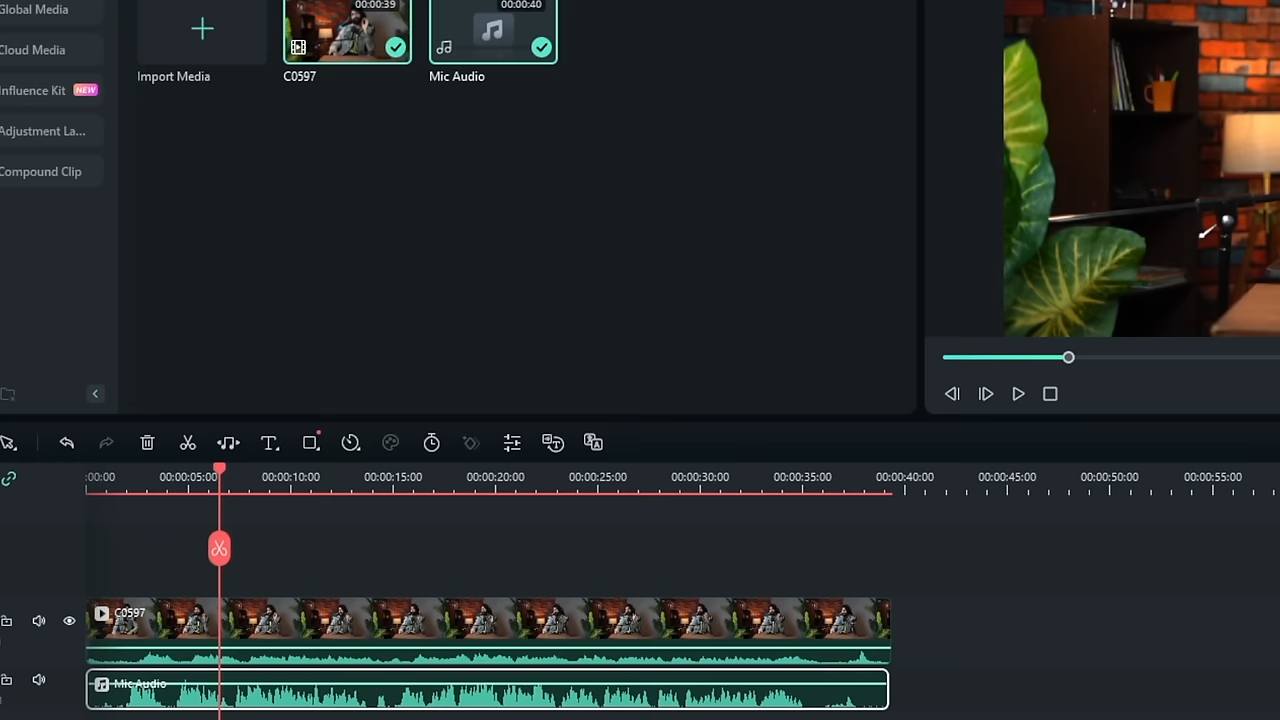 Global Media
Cloud Media
Influence Kit NEW
Adjustment La...
Compound Clip
00:00:39
00:00:40
Import Media
C0597
Mic Audio
:00:00 00:00:05:00 00:00:10:00 00:00:15:00 00:00:20:00 00:00:25:00 00:00:30:00 00:00:35:00 00:00:40:00 00:00:45:00 00:00:50:00 00:00:55:00
C0597
Mic Audio